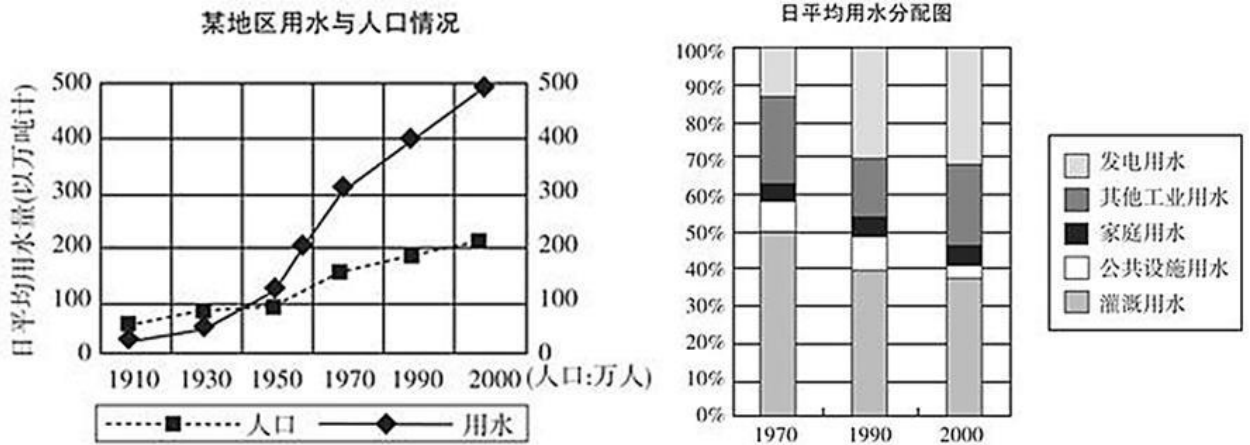 某地区用水与人口情况
日平均用水量(以万吨计)
500
400
300
200
100
0
500
400
300
200
100
0
1910 1930 1950 1970 1990 2000 (人口:万人)
人口 用水
日平均用水分配图
100%
90%
80%
70%
60%
50%
40%
30%
20%
10%
0%
1970 1990 2000
发电用水
其他工业用水
家庭用水
公共设施用水
灌溉用水